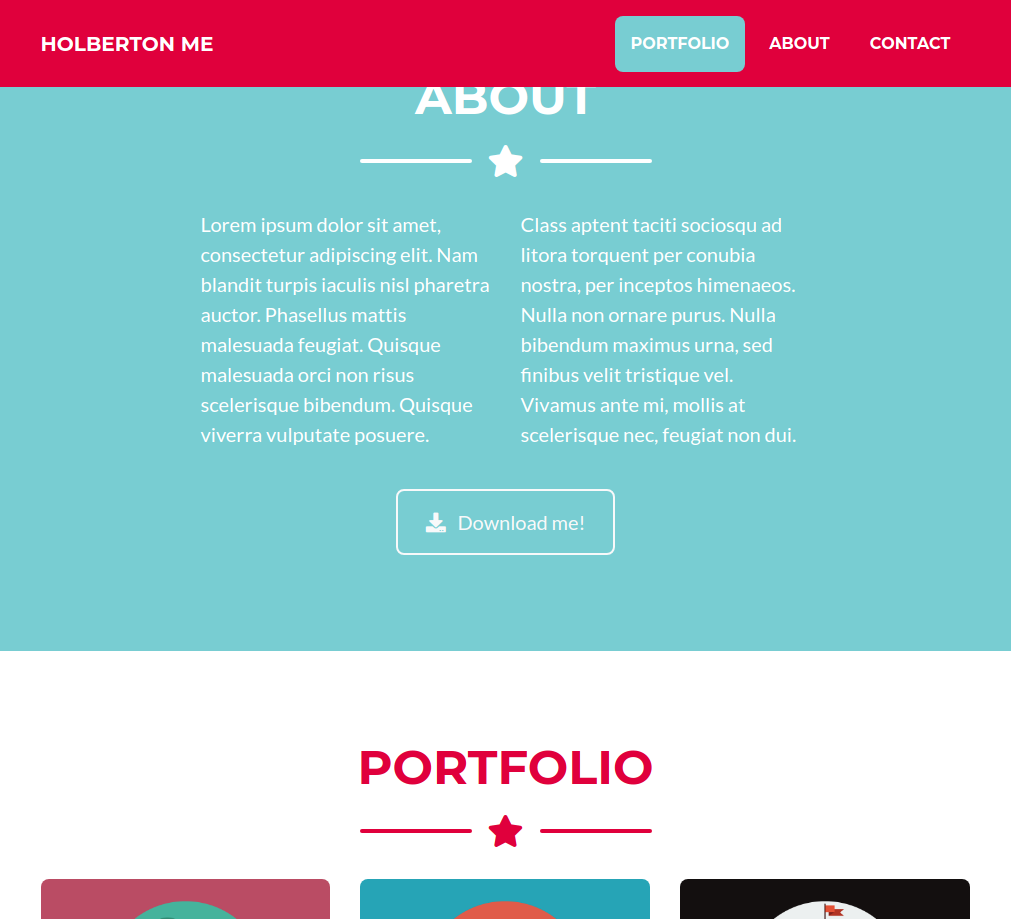 HOLBERTON ME
PORTFOLIO
ABOUT
CONTACT
ABOUT
Lorem ipsum dolor sit amet,
consectetur adipiscing elit. Nam
blandit turpis iaculis nisl pharetra
auctor. Phasellus mattis
malesuada feugiat. Quisque
malesuada orci non risus
scelerisque bibendum. Quisque
viverra vulputate posuere.
Class aptent taciti sociosqu ad
litora torquent per conubia
nostra, per inceptos himenaeos.
Nulla non ornare purus. Nulla
bibendum maximus urna, sed
finibus velit tristique vel.
Vivamus ante mi, mollis at
scelerisque nec, feugiat non dui.
Download me!
PORTFOLIO